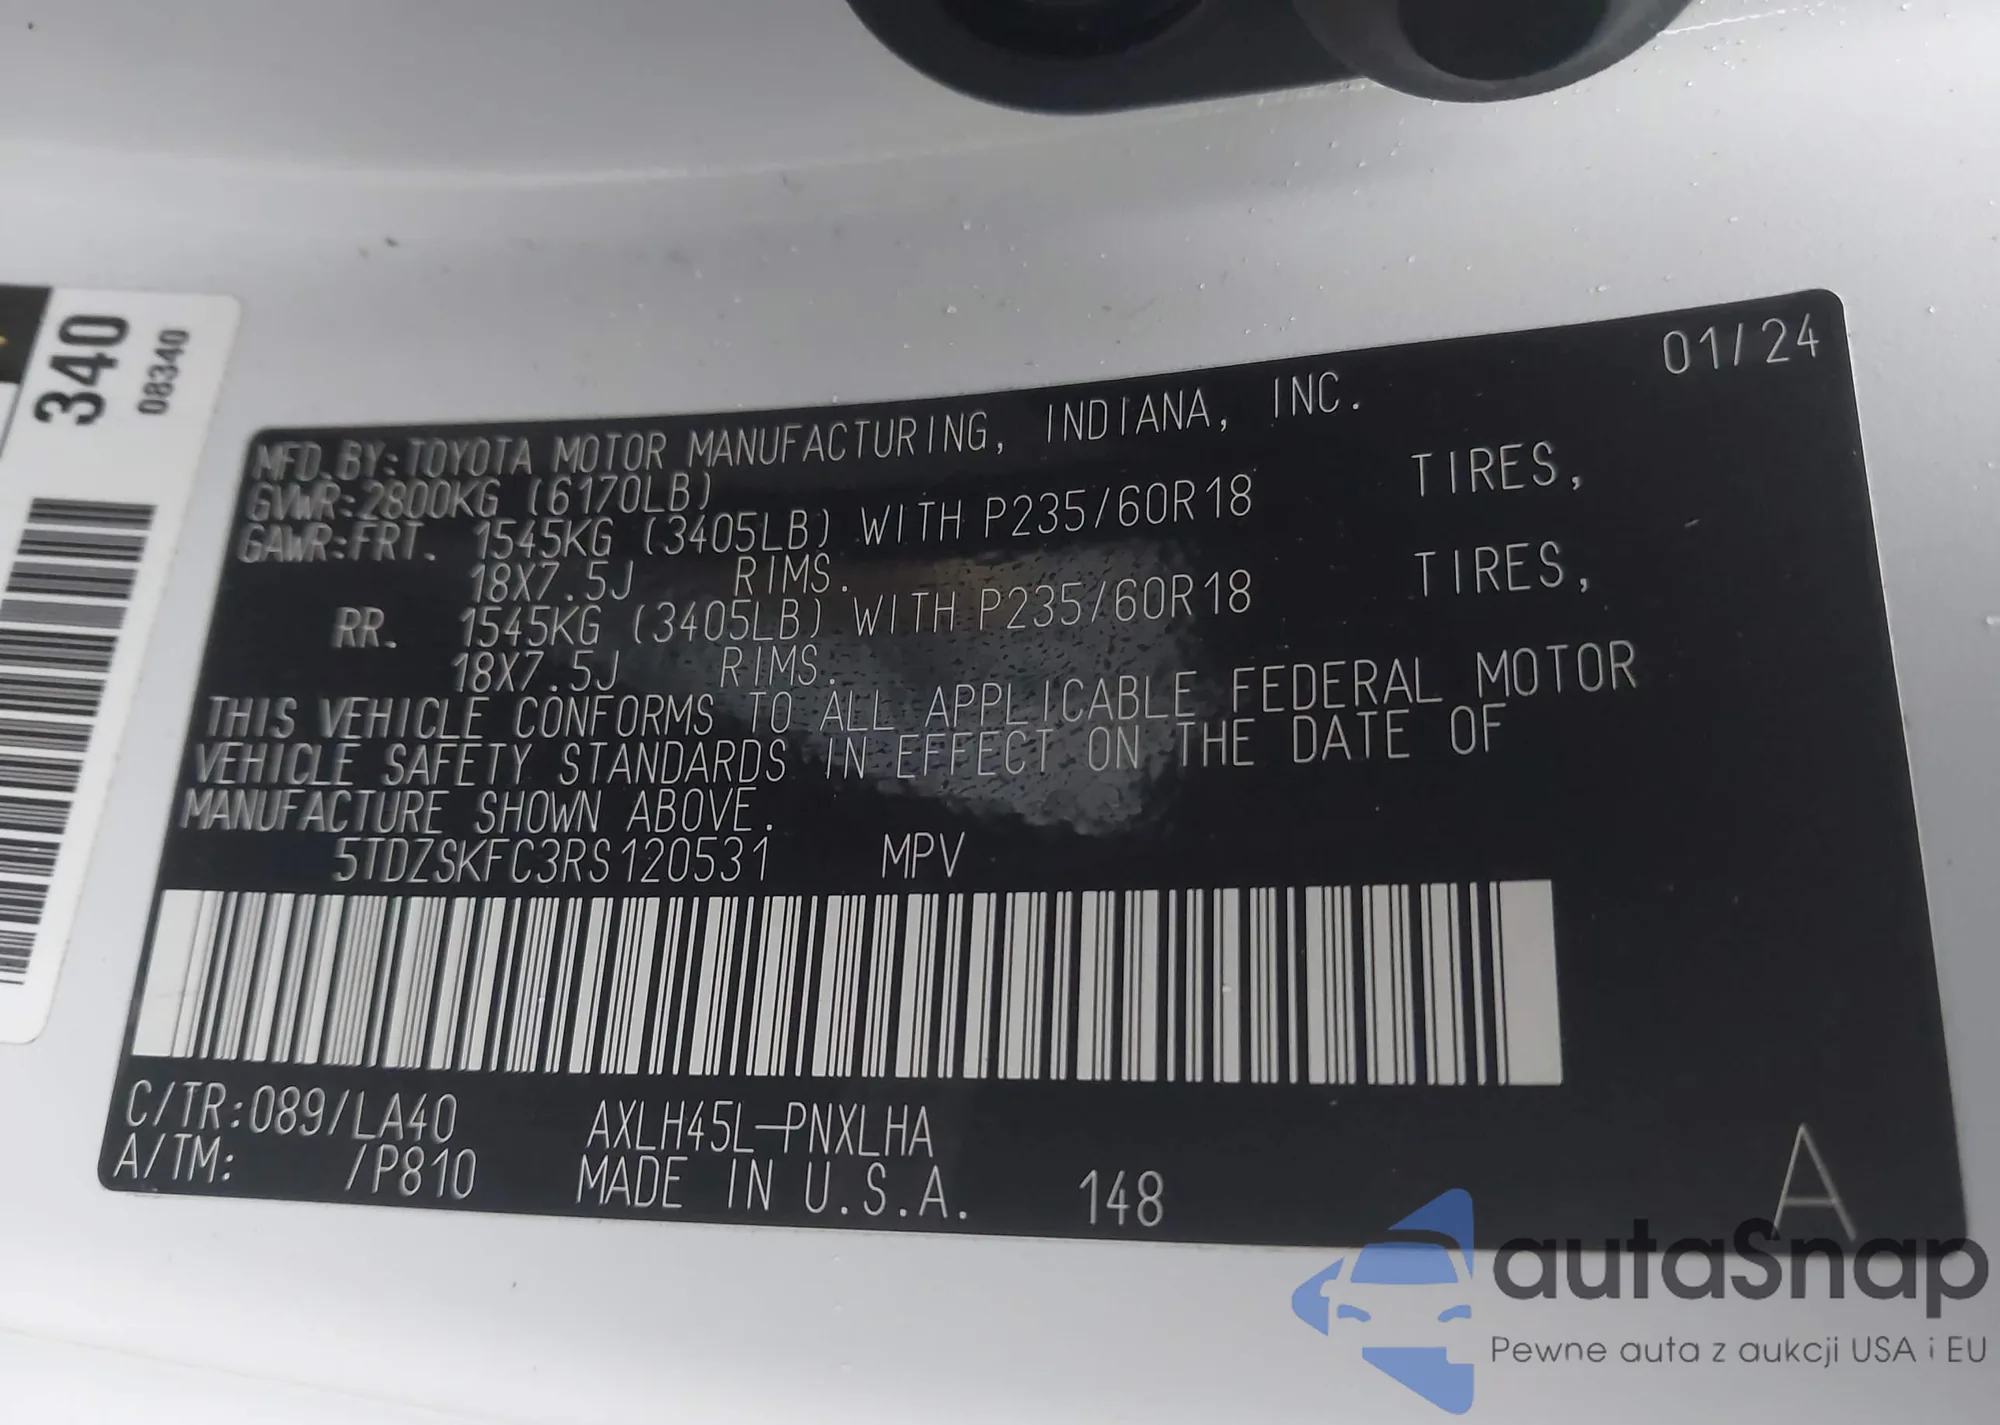 340
08340
MFD.BY:TOYOTA MOTOR MANUFACTURING, INDIANA, INC. 01/24
GVWR:2800KG (6170LB)
GAWR:FRT. 1545KG (3405LB) WITH P235/60R18 TIRES,
18X7.5J RIMS.
RR. 1545KG (3405LB) WITH P235/60R18 TIRES,
18X7.5J RIMS.
THIS VEHICLE CONFORMS TO ALL APPLICABLE FEDERAL MOTOR
VEHICLE SAFETY STANDARDS IN EFFECT ON THE DATE OF
MANUFACTURE SHOWN ABOVE.
5TDZSKFC3RS120531 MPV
C/TR:089/LA40 AXLH45L-PNXLHA
A/TM: /P810 MADE IN U.S.A. 148
A
autaSnap
Pewne auta z aukcji USA i EU